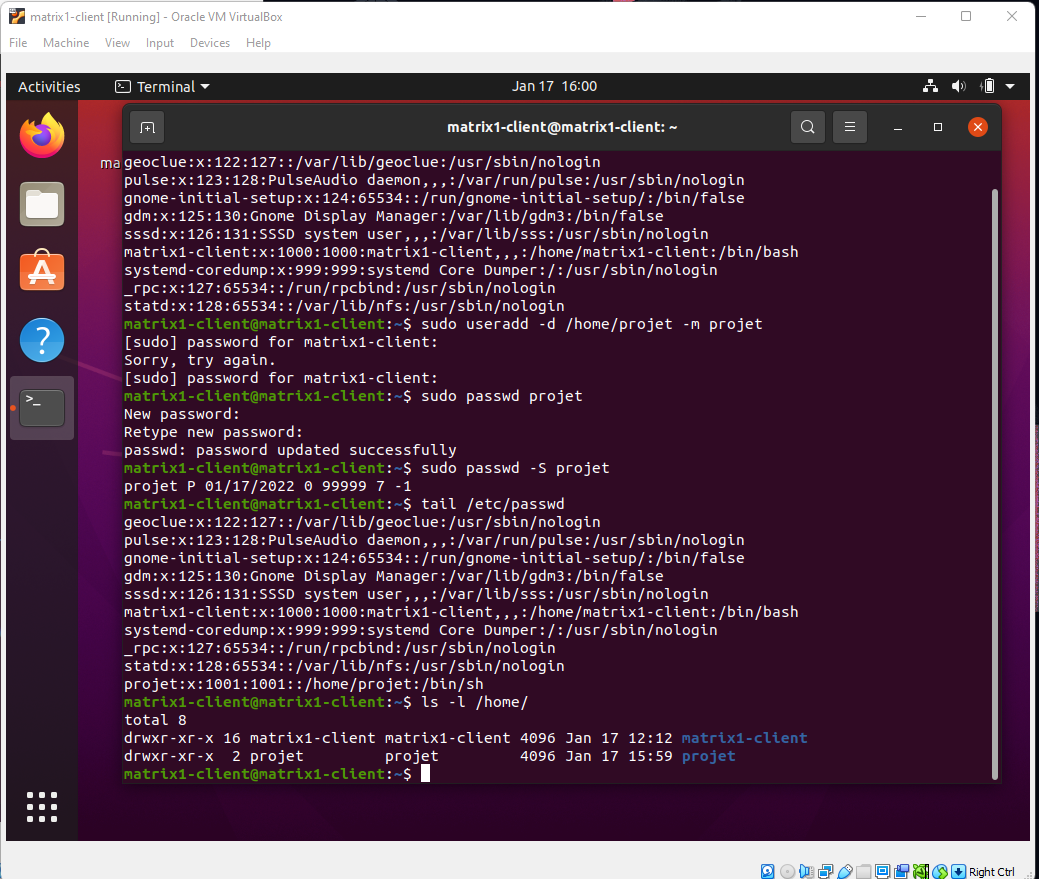 matrix1-client [Running] - Oracle VM VirtualBox
File Machine View Input Devices Help
Activities Terminal Jan 17 16:00
matrix1-client@matrix1-client: ~
ma
geoclue:x:122:127::/var/lib/geoclue:/usr/sbin/nologin
pulse:x:123:128:PulseAudio daemon,,,:/var/run/pulse:/usr/sbin/nologin
gnome-initial-setup:x:124:65534::/run/gnome-initial-setup/:/bin/false
gdm:x:125:130:Gnome Display Manager:/var/lib/gdm3:/bin/false
sssd:x:126:131:SSSD system user,,,:/var/lib/sss:/usr/sbin/nologin
matrix1-client:x:1000:1000:matrix1-client,,,:/home/matrix1-client:/bin/bash
systemd-coredump:x:999:999:systemd Core Dumper:/:/usr/sbin/nologin
_rpc:x:127:65534::/run/rpcbind:/usr/sbin/nologin
statd:x:128:65534::/var/lib/nfs:/usr/sbin/nologin
matrix1-client@matrix1-client:~$ sudo useradd -d /home/projet -m projet
[sudo] password for matrix1-client:
Sorry, try again.
[sudo] password for matrix1-client:
matrix1-client@matrix1-client:~$ sudo passwd projet
New password:
Retype new password:
passwd: password updated successfully
matrix1-client@matrix1-client:~$ sudo passwd -S projet
projet P 01/17/2022 0 99999 7 -1
matrix1-client@matrix1-client:~$ tail /etc/passwd
geoclue:x:122:127::/var/lib/geoclue:/usr/sbin/nologin
pulse:x:123:128:PulseAudio daemon,,,:/var/run/pulse:/usr/sbin/nologin
gnome-initial-setup:x:124:65534::/run/gnome-initial-setup/:/bin/false
gdm:x:125:130:Gnome Display Manager:/var/lib/gdm3:/bin/false
sssd:x:126:131:SSSD system user,,,:/var/lib/sss:/usr/sbin/nologin
matrix1-client:x:1000:1000:matrix1-client,,,:/home/matrix1-client:/bin/bash
systemd-coredump:x:999:999:systemd Core Dumper:/:/usr/sbin/nologin
_rpc:x:127:65534::/run/rpcbind:/usr/sbin/nologin
statd:x:128:65534::/var/lib/nfs:/usr/sbin/nologin
projet:x:1001:1001::/home/projet:/bin/sh
matrix1-client@matrix1-client:~$ ls -l /home/
total 8
drwxr-xr-x 16 matrix1-client matrix1-client 4096 Jan 17 12:12 matrix1-client
drwxr-xr-x  2 projet         projet         4096 Jan 17 15:59 projet
matrix1-client@matrix1-client:~$
Right Ctrl